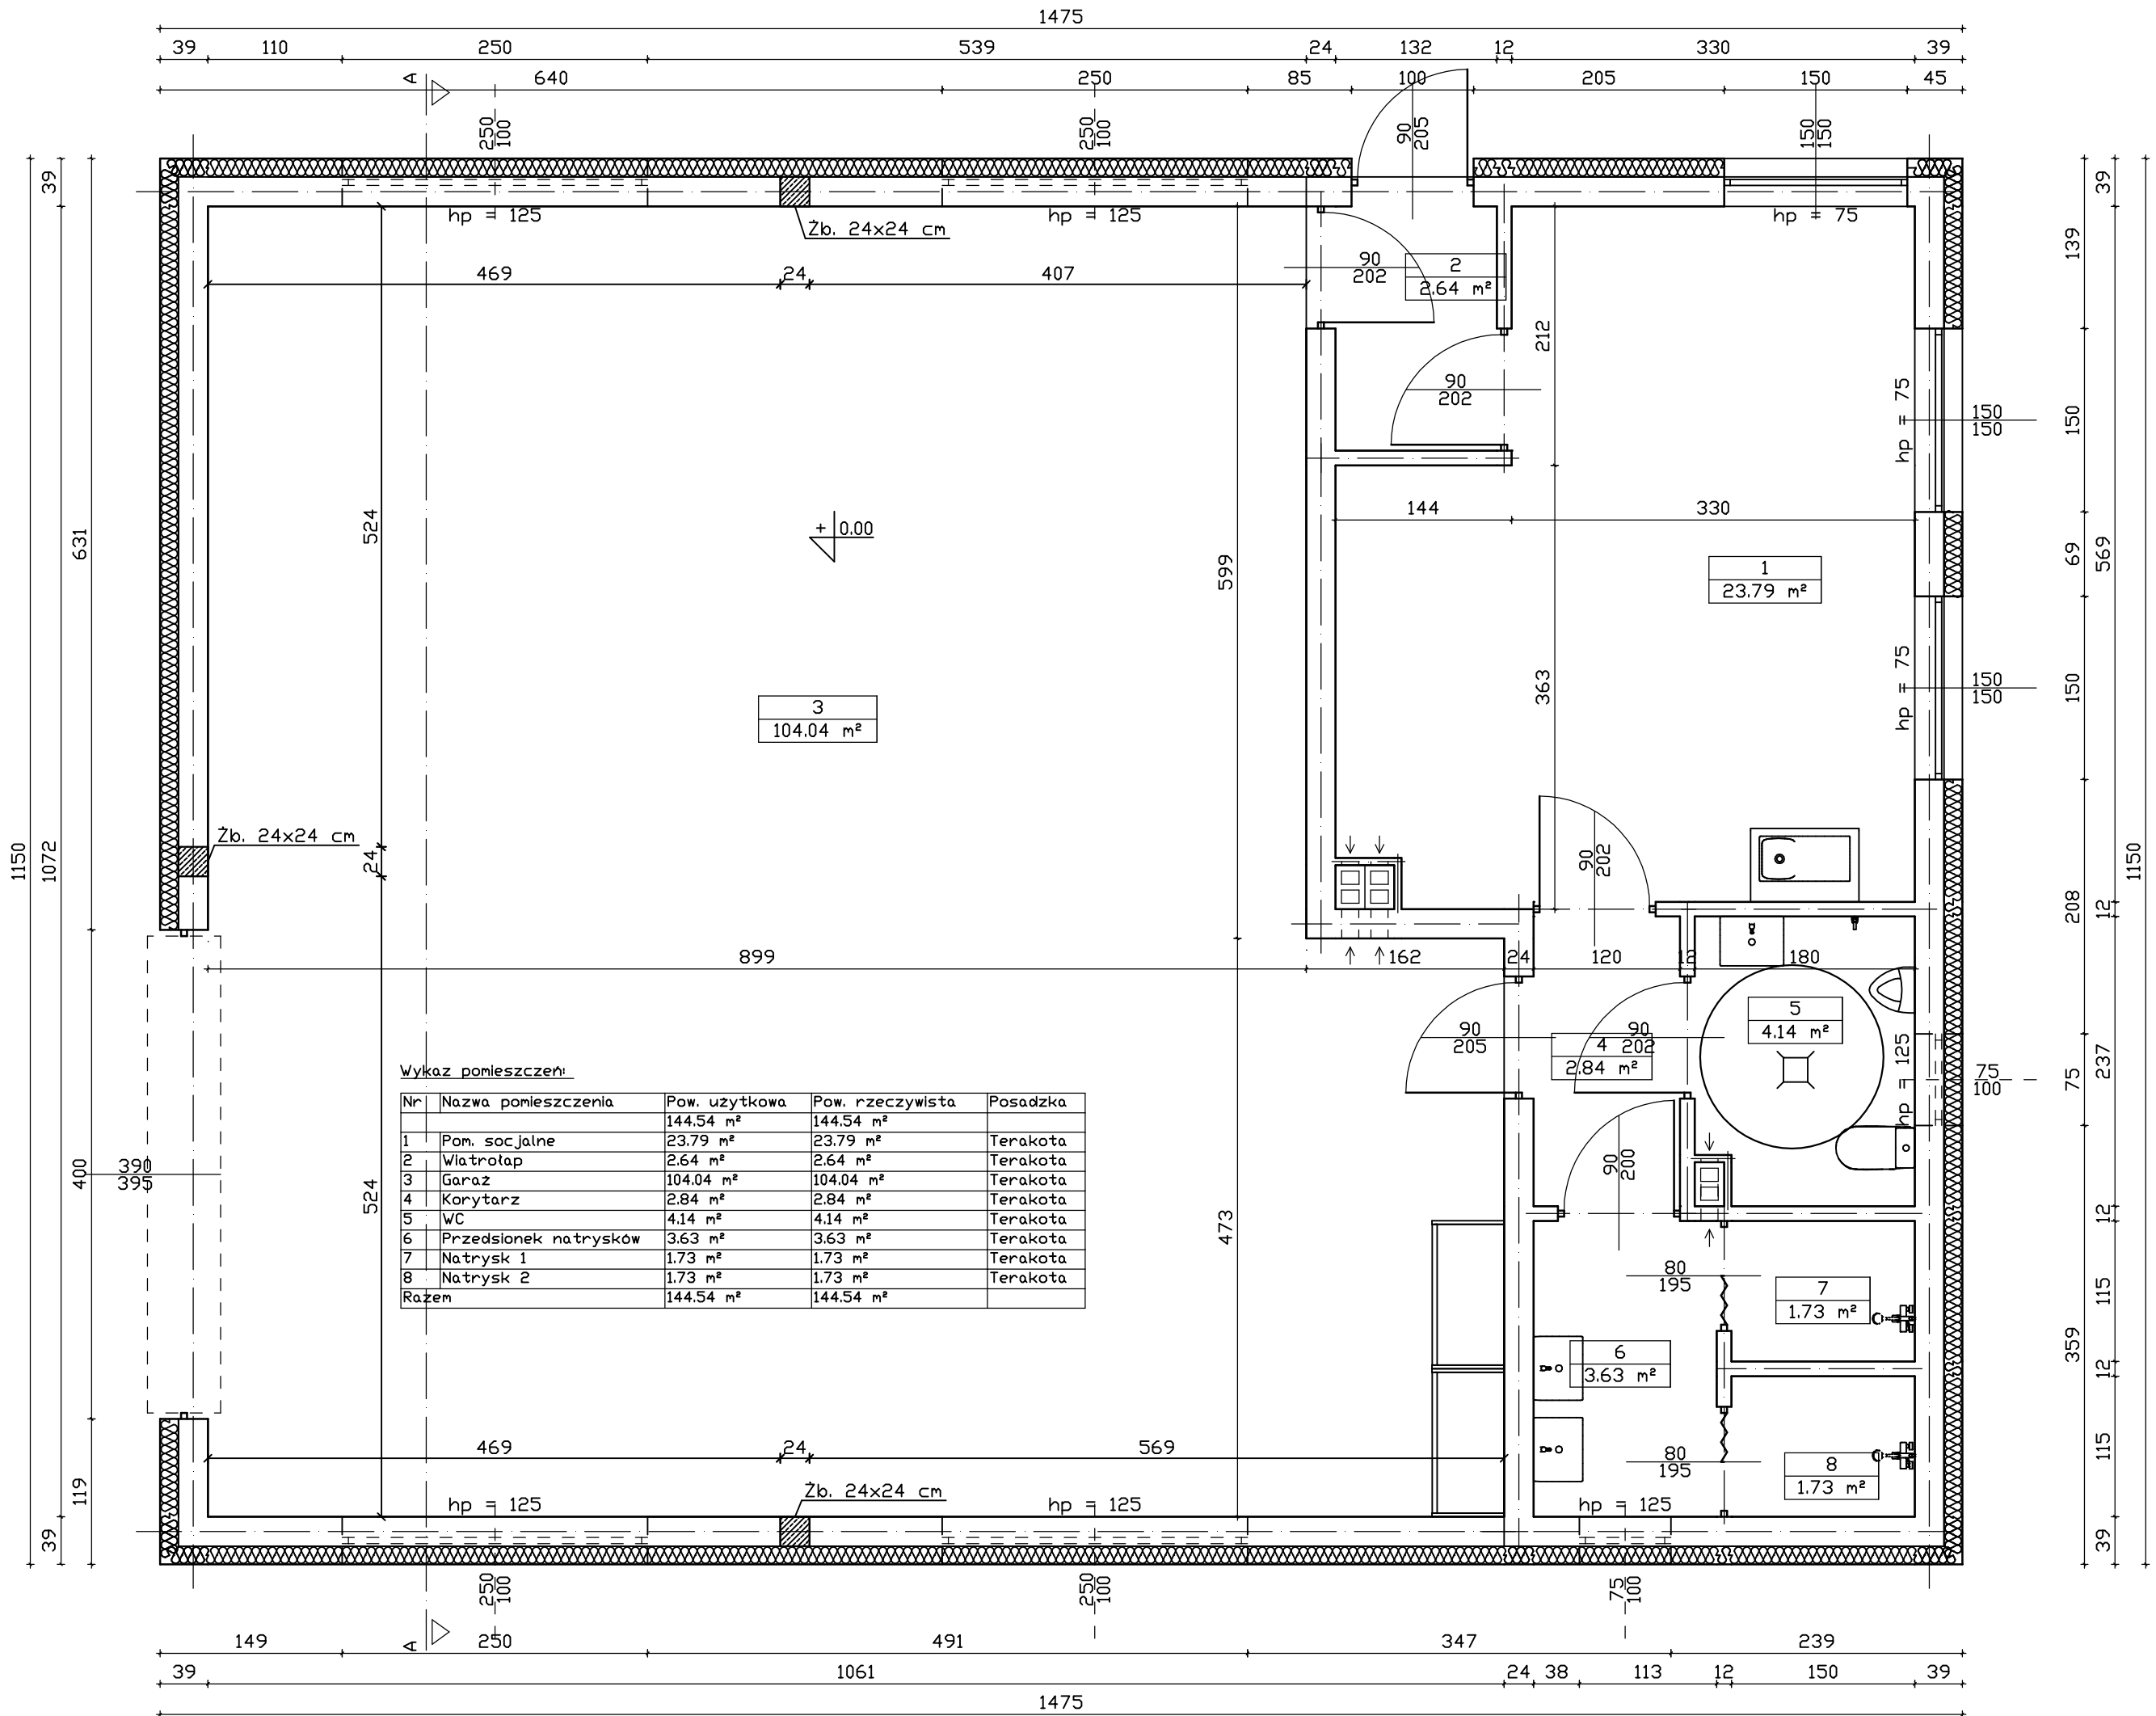 1475
39 110 250 539 24 132 12 330 39
A 640 250 85 100 205 150 45
250
100
250
100
90
205
150
150
hp = 125
hp = 125
hp = 75
Żb. 24x24 cm
469 24 407
90
202
2
2.64 m²
212
90
202
39
631
1150
1072
524
24
524
400
119
39
39
139
150
69
569
150
208
12
237
75
12
115
359
12
115
39
1150
hp = 75
150
150
144 330
+ 0.00
599
1
23.79 m²
363
hp = 75
150
150
3
104.04 m²
Żb. 24x24 cm
90
202
899 162 24 120 12 180
90
205
90
202
4
2.84 m²
5
4.14 m²
hp = 125
75
100
90
200
390
395
473
Wykaz pomieszczeń:
Nr Nazwa pomieszczenia Pow. użytkowa Pow. rzeczywista Posadzka
144.54 m² 144.54 m²
1 Pom. socjalne 23.79 m² 23.79 m² Terakota
2 Wiatrołap 2.64 m² 2.64 m² Terakota
3 Garaż 104.04 m² 104.04 m² Terakota
4 Korytarz 2.84 m² 2.84 m² Terakota
5 WC 4.14 m² 4.14 m² Terakota
6 Przedsionek natrysków 3.63 m² 3.63 m² Terakota
7 Natrysk 1 1.73 m² 1.73 m² Terakota
8 Natrysk 2 1.73 m² 1.73 m² Terakota
Razem 144.54 m² 144.54 m²
80
195
7
1.73 m²
6
3.63 m²
80
195
8
1.73 m²
469 24 569
Żb. 24x24 cm
hp = 125
hp = 125
hp = 125
250
100
250
100
75
100
A
149 250 491 347 239
39 1061 24 38 113 12 150 39
1475